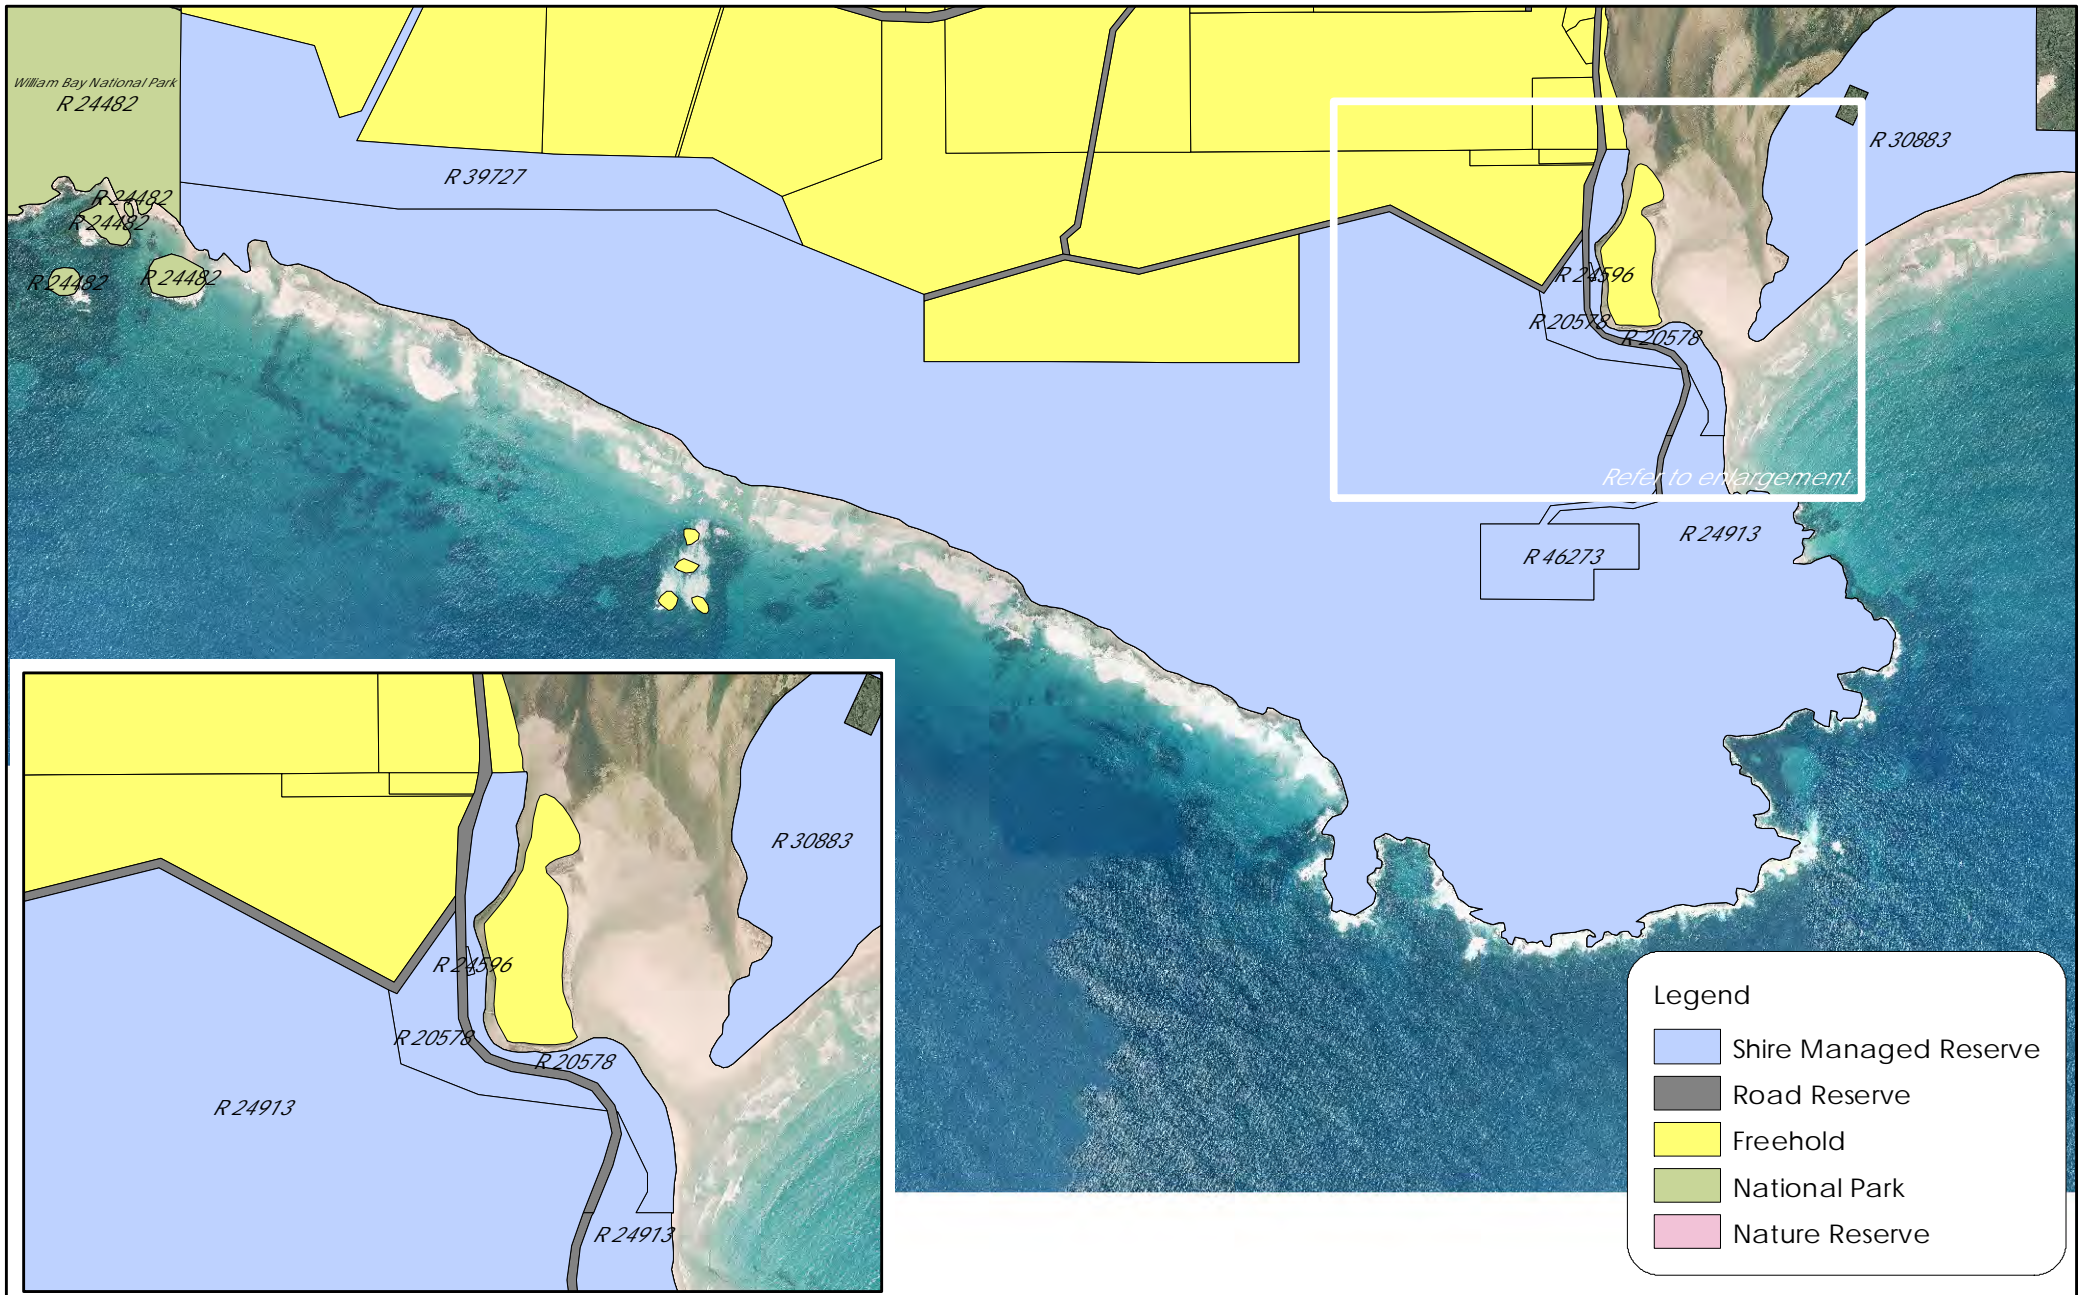 William Bay National Park
R 24482
R 30883
R 39727
R 24482
R 24482
R 24482
R 24482
R 24596
R 20578
R 20578
Refer to enlargement
R 24913
R 46273
R 30883
R 24596
R 20578
R 20578
R 24913
R 24913
Legend
Shire Managed Reserve
Road Reserve
Freehold
National Park
Nature Reserve